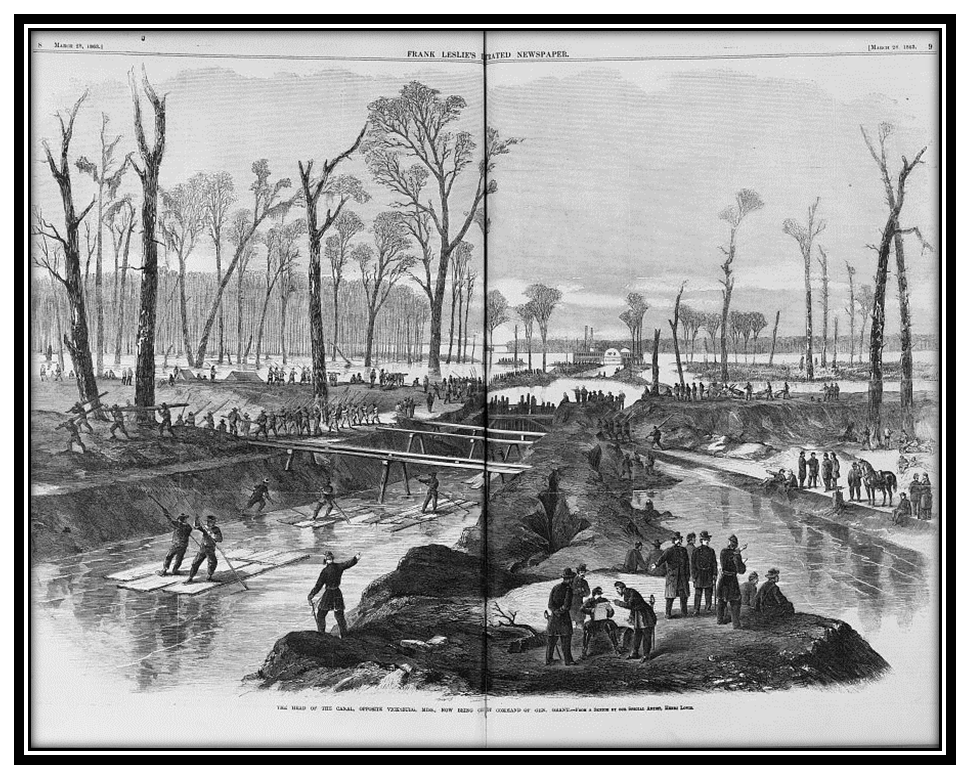 8 MARCH 28, 1863.]
FRANK LESLIE'S TRATED NEWSPAPER.
[MARCH 28, 1863. 9
THE HEAD OF THE CANAL, OPPOSITE VICKSBURG, MISS., NOW BEING COMMAND OF GEN. GRANT.—FROM A SKETCH BY OUR SPECIAL ARTIST, HENRI LOVIE.